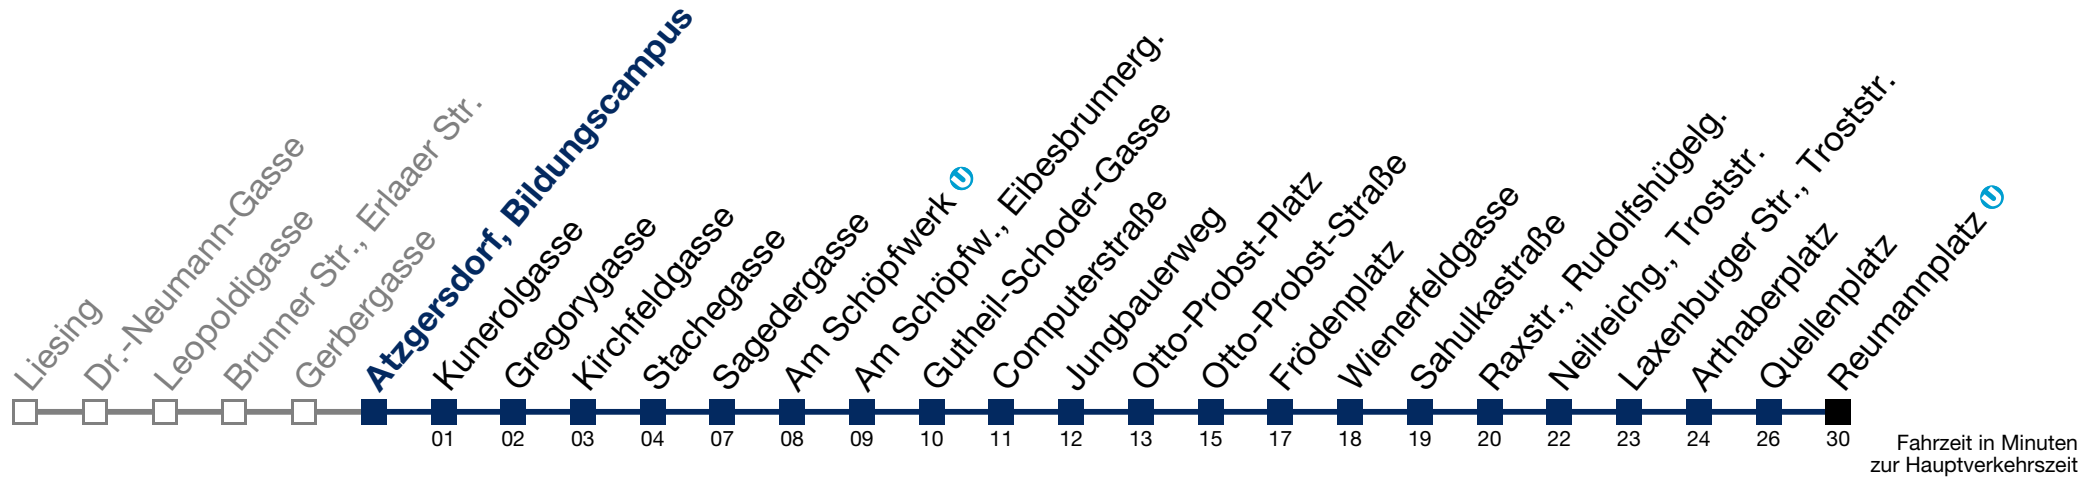 Liesing
Dr.-Neumann-Gasse
Leopoldigasse
Brunner Str., Erlaaer Str.
Gerbergasse
Atzgersdorf, Bildungscampus
Kunerolgasse
Gregorygasse
Kirchfeldgasse
Stachegasse
Sagedergasse
Am Schöpfwerk U
Am Schöpfw., Eibesbrunnerg.
Gutheil-Schoder-Gasse
Computerstraße
Jungbauerweg
Otto-Probst-Platz
Otto-Probst-Straße
Frödenplatz
Wienerfeldgasse
Sahulkastraße
Raxstr., Rudolfshügelg.
Neilreichg., Troststr.
Laxenburger Str., Troststr.
Arthaberplatz
Quellenplatz
Reumannplatz U
01 02 03 04 07 08 09 10 11 12 13 15 17 18 19 20 22 23 24 26 30
Fahrzeit in Minuten
zur Hauptverkehrszeit